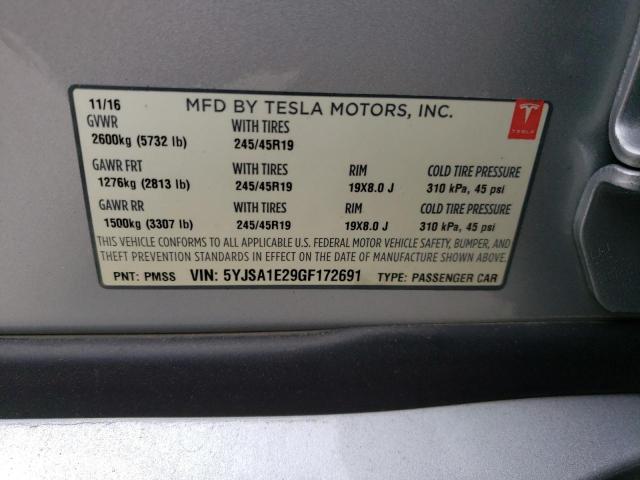 11/16 MFD BY TESLA MOTORS, INC.
GVWR WITH TIRES
2600kg (5732 lb) 245/45R19
TESLA
GAWR FRT WITH TIRES RIM COLD TIRE PRESSURE
1276kg (2813 lb) 245/45R19 19X8.0 J 310 kPa, 45 psi
GAWR RR WITH TIRES RIM COLD TIRE PRESSURE
1500kg (3307 lb) 245/45R19 19X8.0 J 310 kPa, 45 psi
THIS VEHICLE CONFORMS TO ALL APPLICABLE U.S. FEDERAL MOTOR VEHICLE SAFETY, BUMPER, AND
THEFT PREVENTION STANDARDS IN EFFECT ON THE DATE OF MANUFACTURE SHOWN ABOVE.
PNT: PMSS VIN: 5YJSA1E29GF172691 TYPE: PASSENGER CAR